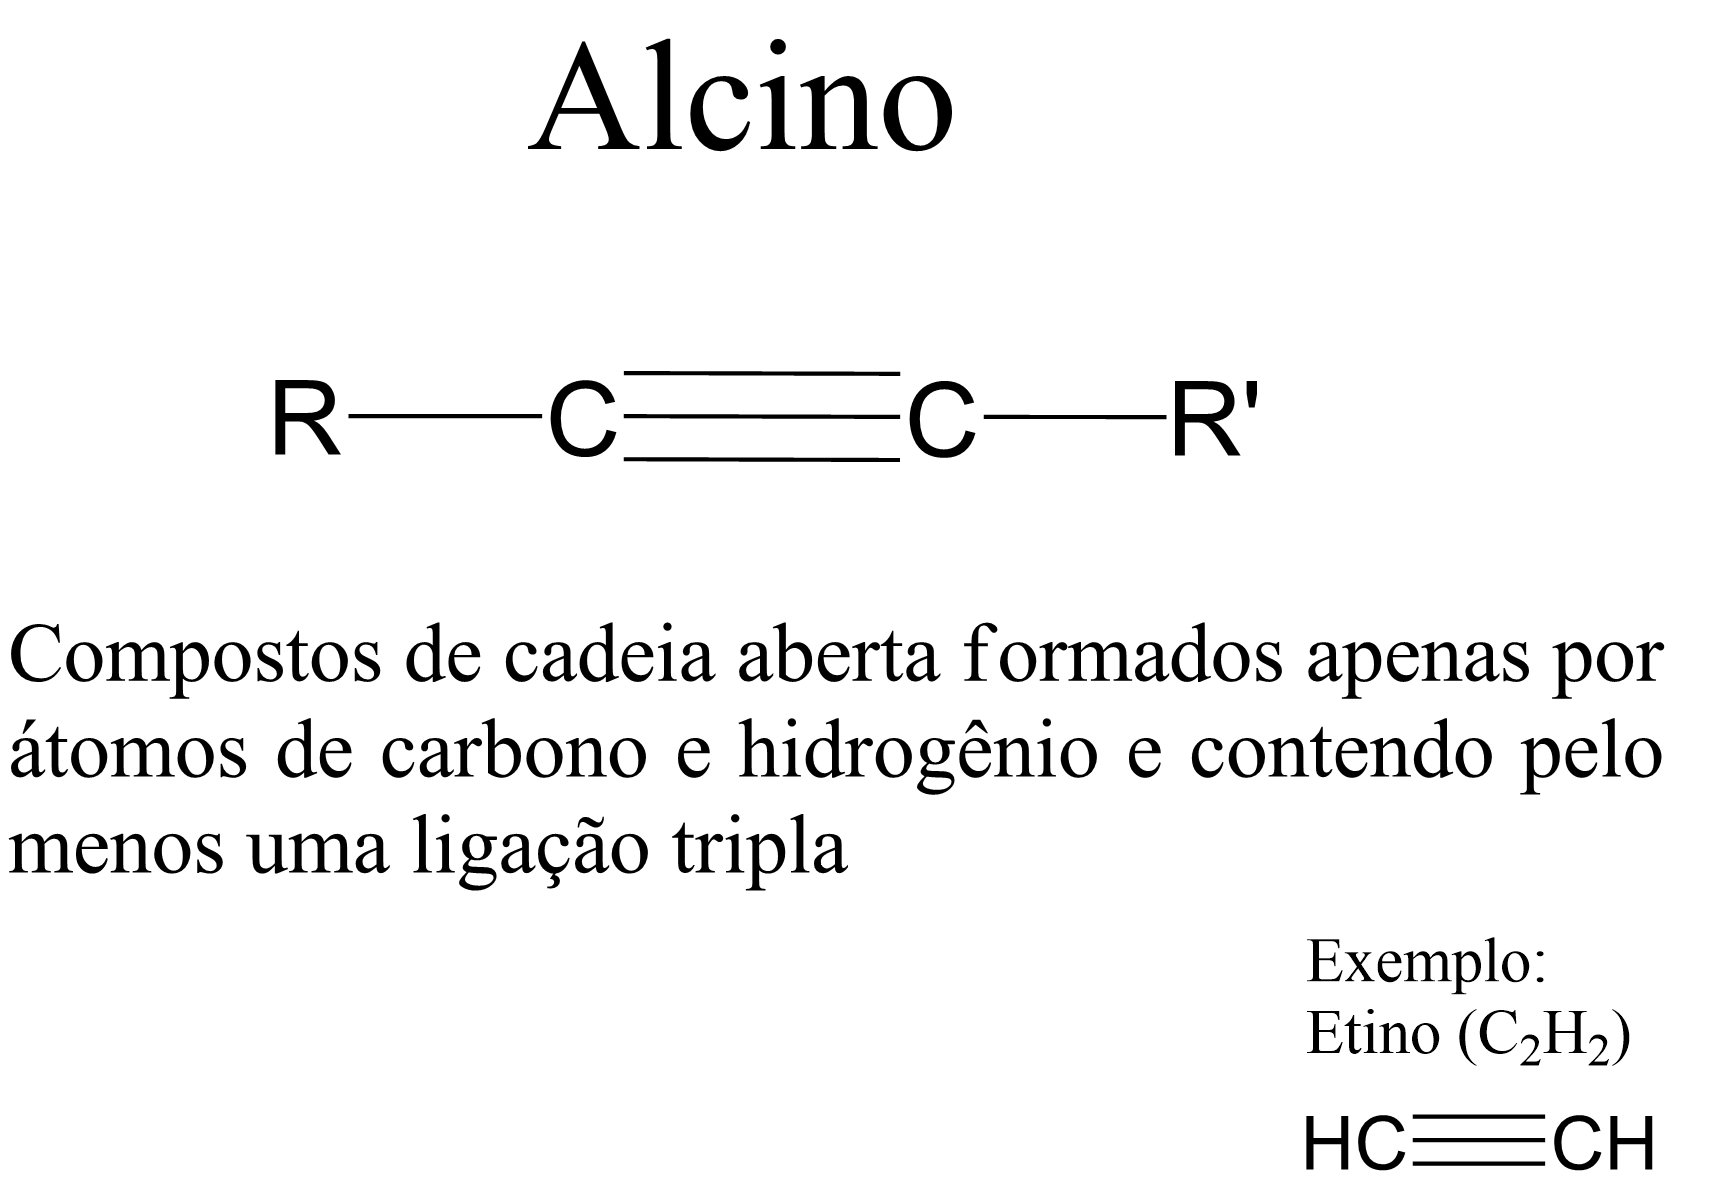 Alcino
R C C R'
Compostos de cadeia aberta formados apenas por
átomos de carbono e hidrogênio e contendo pelo
menos uma ligação tripla
Exemplo:
Etino (C₂H₂)
HC≡CH